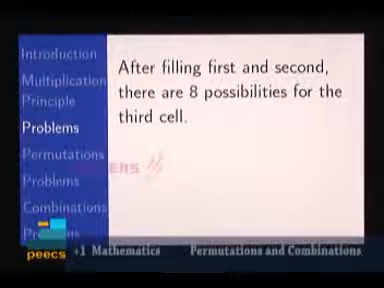 Introduction
Multiplication
Principle
Problems
Permutations
Problems
Combinations
After filling first and second,
there are 8 possibilities for the
third cell.
ERS
peecs
+1 Mathematics
Permutations and Combinations